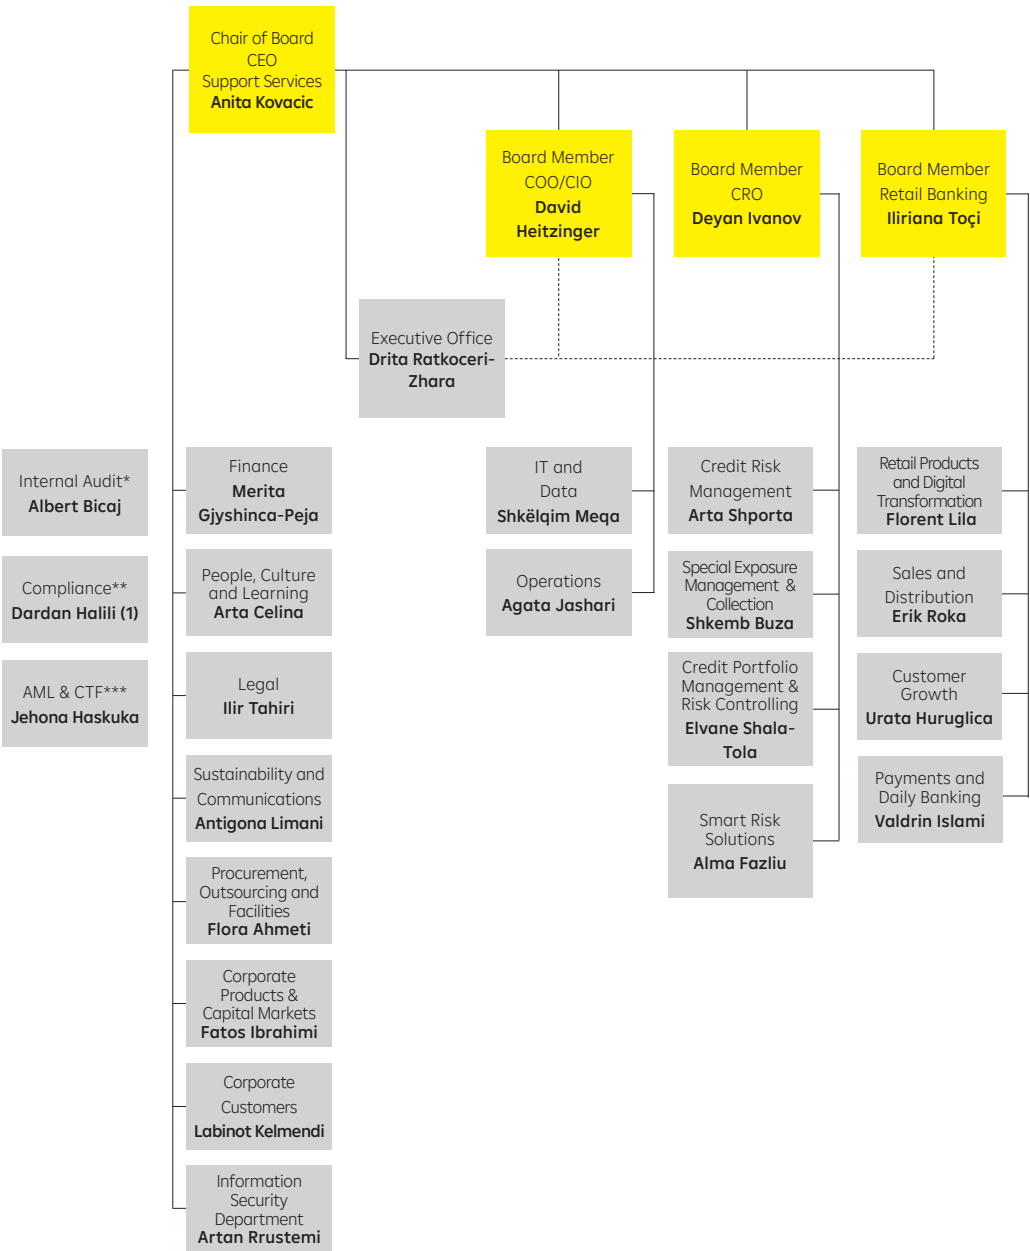 Chair of Board
CEO
Support Services
Anita Kovacic
Board Member
COO/CIO
David
Heitzinger
Board Member
CRO
Deyan Ivanov
Board Member
Retail Banking
Iliriana Toçi
Executive Office
Drita Ratkoceri-
Zhara
Internal Audit*
Albert Bicaj
Compliance**
Dardan Halili (1)
AML & CTF***
Jehona Haskuka
Finance
Merita
Gjyshinca-Peja
People, Culture
and Learning
Arta Celina
Legal
Ilir Tahiri
Sustainability and
Communications
Antigona Limani
Procurement,
Outsourcing and
Facilities
Flora Ahmeti
Corporate
Products &
Capital Markets
Fatos Ibrahimi
Corporate
Customers
Labinot Kelmendi
Information
Security
Department
Artan Rrustemi
IT and
Data
Shkëlqim Meqa
Operations
Agata Jashari
Credit Risk
Management
Arta Shporta
Special Exposure
Management &
Collection
Shkemb Buza
Credit Portfolio
Management &
Risk Controlling
Elvane Shala-
Tola
Smart Risk
Solutions
Alma Fazliu
Retail Products
and Digital
Transformation
Florent Lila
Sales and
Distribution
Erik Roka
Customer
Growth
Urata Huruglica
Payments and
Daily Banking
Valdrin Islami